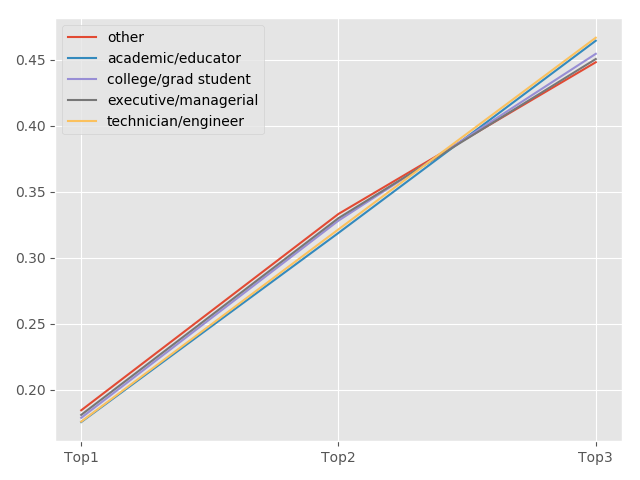 other
academic/educator
college/grad student
executive/managerial
technician/engineer
0.45
0.40
0.35
0.30
0.25
0.20
Top1 Top2 Top3